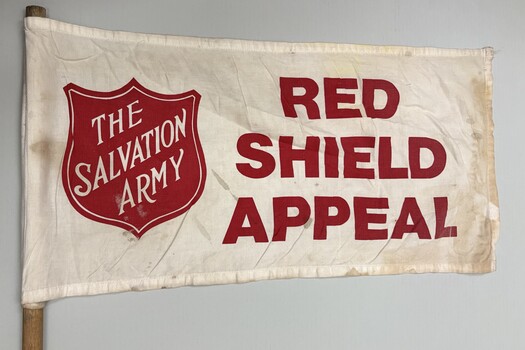 THE
SALVATION
ARMY
RED
SHIELD
APPEAL